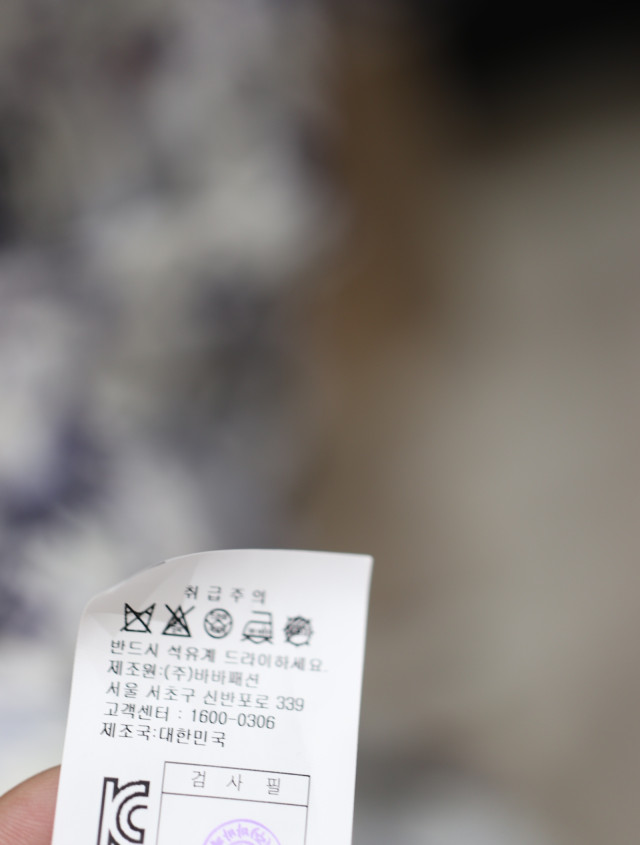 취급주의
반드시 석유계 드라이하세요.
제조원:(주)바바패션
서울 서초구 신반포로 339
고객센터 : 1600-0306
제조국:대한민국
검 사 필